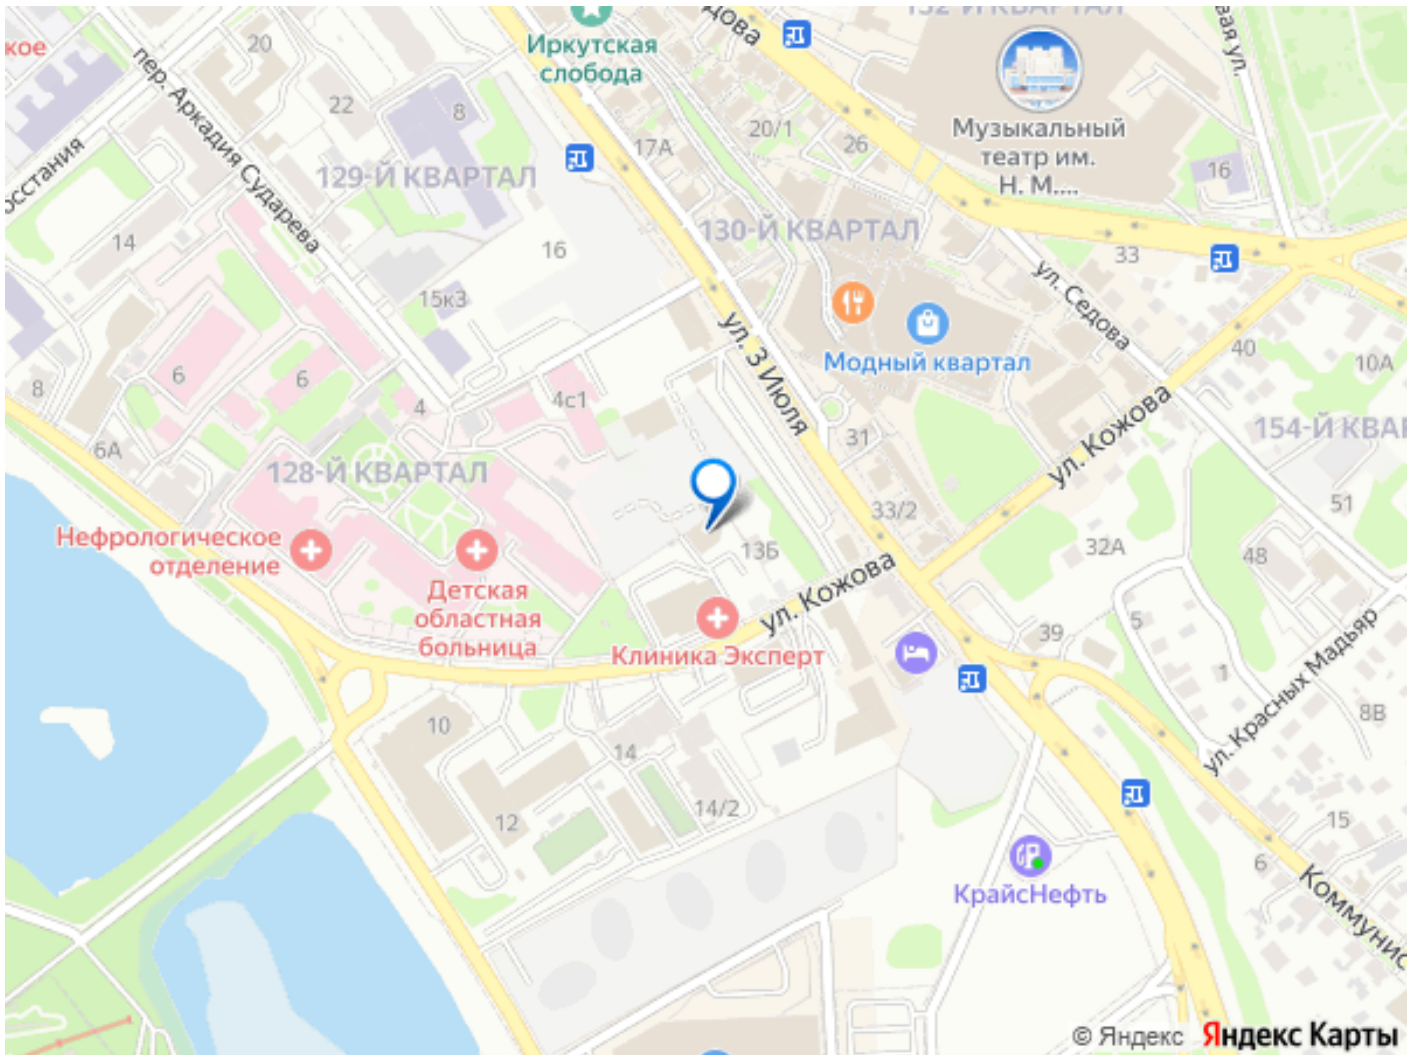 132-Й КВАРТАЛ
Иркутская
слобода
20
22
8
пер. Аркадия Сударева
129-Й КВАРТАЛ
17А
20/1
26
Музыкальный
театр им.
Н. М....
16
14
16
15к3
130-Й КВАРТАЛ
33
ул. Седова
ул. 3 Июля
Модный квартал
40
10А
8
6
6
4
4с1
6А
31
128-Й КВАРТАЛ
ул. Кожова
154-Й
51
33/2
32А
48
13Б
Нефрологическое
отделение
Детская
областная
больница
ул. Кожова
Клиника Эксперт
39
5
1
ул. Красных Мадьяр
8В
10
14
12
14/2
15
6
КрайсНефть
© Яндекс
Яндекс Карты